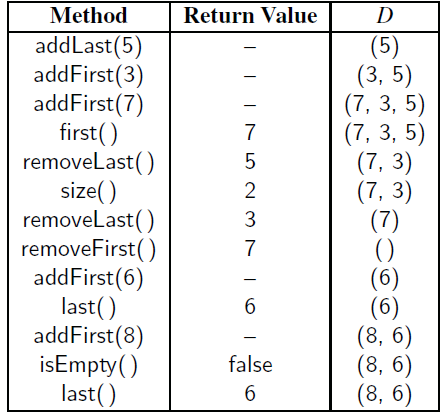 Method Return Value D
addLast(5) – (5)
addFirst(3) – (3, 5)
addFirst(7) – (7, 3, 5)
first( ) 7 (7, 3, 5)
removeLast( ) 5 (7, 3)
size( ) 2 (7, 3)
removeLast( ) 3 (7)
removeFirst( ) 7 ( )
addFirst(6) – (6)
last( ) 6 (6)
addFirst(8) – (8, 6)
isEmpty( ) false (8, 6)
last( ) 6 (8, 6)